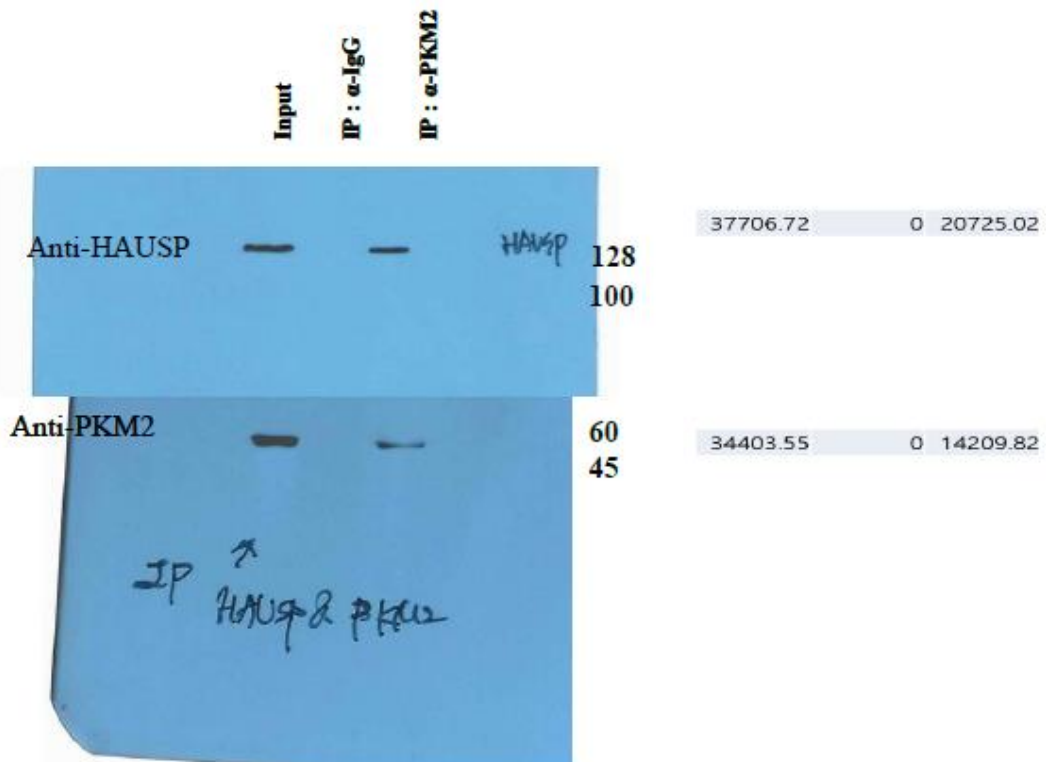 Input
IP : α-IgG
IP : α-PKM2
Anti-HAUSP
HAUSP
128
100
37706.72 0 20725.02
Anti-PKM2
60
45
34403.55 0 14209.82
IP
HAUSP & PKM2